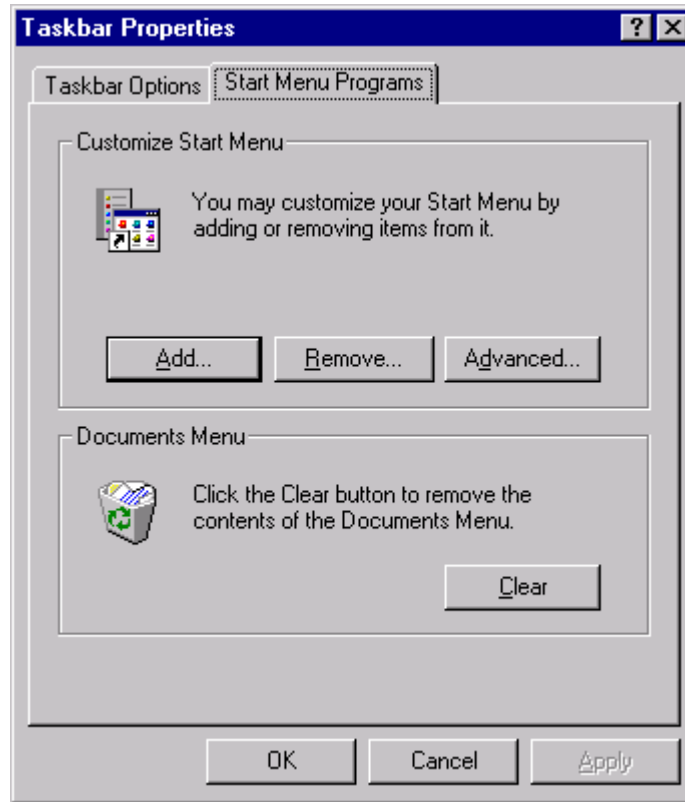 Taskbar Properties
Taskbar Options
Start Menu Programs
Customize Start Menu
You may customize your Start Menu by
adding or removing items from it.
Add...
Remove...
Advanced...
Documents Menu
Click the Clear button to remove the
contents of the Documents Menu.
Clear
OK
Cancel
Apply